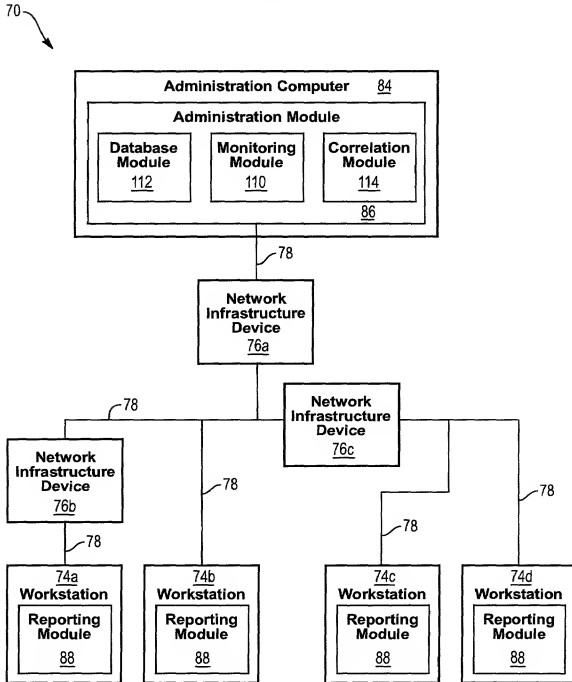 70
Administration Computer 84
Administration Module
Database Module 112
Monitoring Module 110
Correlation Module 114
86
78
Network
Infrastructure
Device
76a
78
Network
Infrastructure
Device
76c
Network
Infrastructure
Device
76b
78
78
78
78
74a
Workstation
Reporting
Module
88
74b
Workstation
Reporting
Module
88
74c
Workstation
Reporting
Module
88
74d
Workstation
Reporting
Module
88